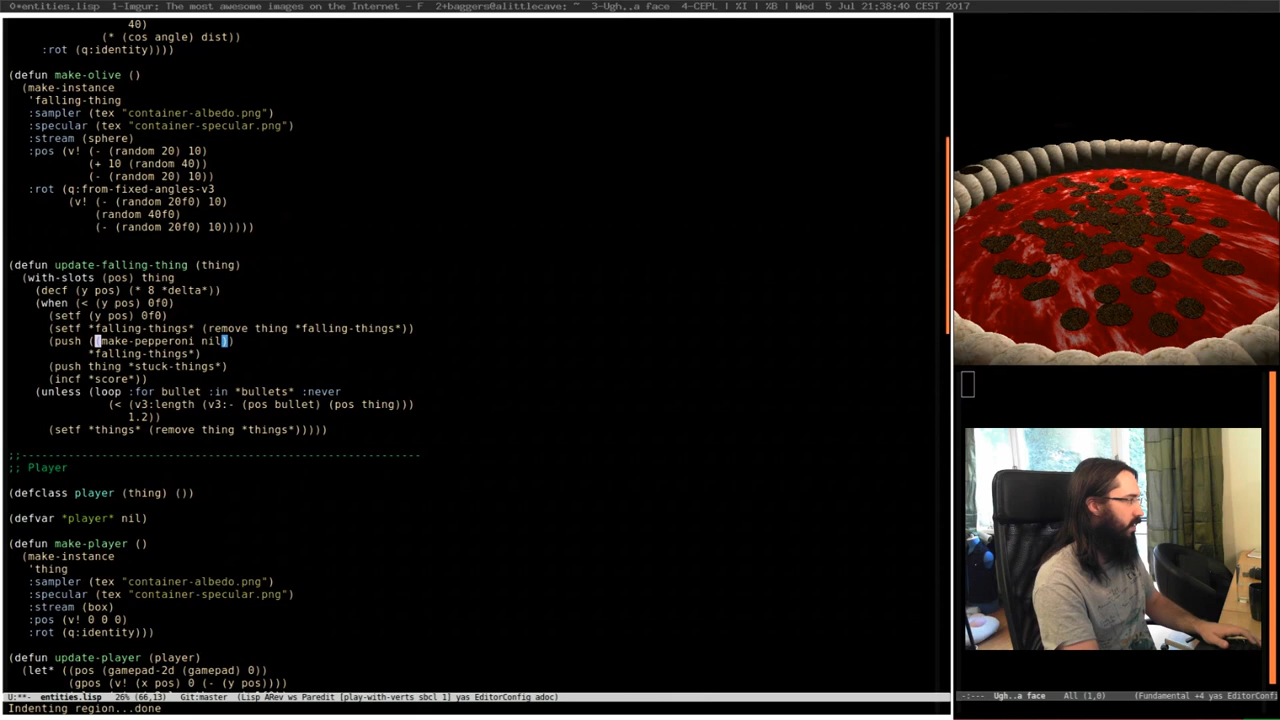 0*entities.lisp  1-Imgur: The most awesome images on the Internet - F  2*baggers@alittlecave: ~  3-Ugh..a face  4-CEPL | %I | %B | Wed  5 Jul 21:38:40 CEST 2017
40)
(* (cos angle) dist))
:rot (q:identity))))
(defun make-olive ()
(make-instance
'falling-thing
:sampler (tex "container-albedo.png")
:specular (tex "container-specular.png")
:stream (sphere)
:pos (v! (- (random 20) 10)
(+ 10 (random 40))
(- (random 20) 10))
:rot (q:from-fixed-angles-v3
(v! (- (random 20f0) 10)
(random 40f0)
(- (random 20f0) 10)))))
(defun update-falling-thing (thing)
(with-slots (pos) thing
(decf (y pos) (* 8 *delta*))
(when (< (y pos) 0f0)
(setf (y pos) 0f0)
(setf *falling-things* (remove thing *falling-things*))
(push ((make-pepperoni nil))
*falling-things*)
(push thing *stuck-things*)
(incf *score*))
(unless (loop :for bullet :in *bullets* :never
(< (v3:length (v3:- (pos bullet) (pos thing)))
1.2))
(setf *things* (remove thing *things*)))))
;;---------------------------------------------------------------
;; Player
(defclass player (thing) ())
(defvar *player* nil)
(defun make-player ()
(make-instance
'thing
:sampler (tex "container-albedo.png")
:specular (tex "container-specular.png")
:stream (box)
:pos (v! 0 0 0)
:rot (q:identity)))
(defun update-player (player)
(let* ((pos (gamepad-2d (gamepad) 0))
(gpos (v! (x pos) 0 (- (y pos))))
U:**-  entities.lisp   26% (66,13)   Git:master  (Lisp ARev ws Paredit [play-with-verts sbcl 1] yas EditorConfig adoc)
-:---  Ugh..a face   All (1,0)   (Fundamental +4 yas EditorConfi
Indenting region...done